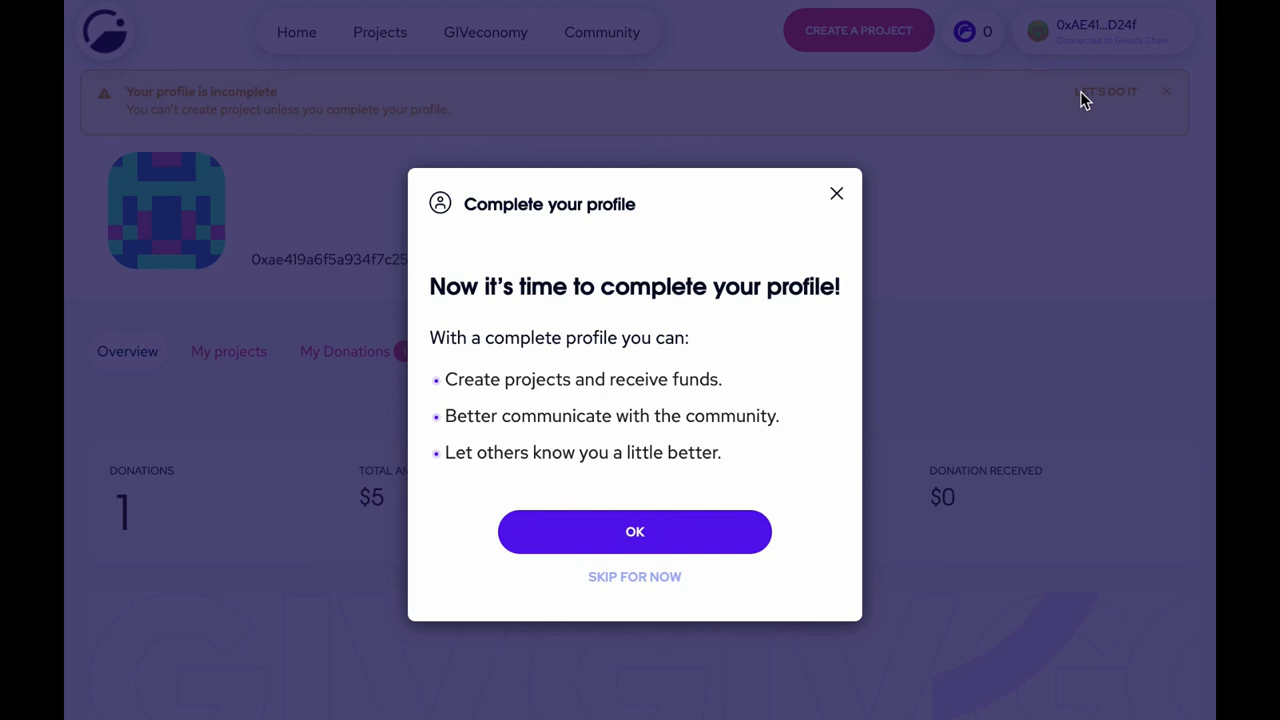 Home Projects GIVeconomy Community CREATE A PROJECT 0 0xAE41...D24f
Connected to Gnosis Chain
Your profile is incomplete LET'S DO IT
You can't create project unless you complete your profile.
Complete your profile
0xae419a6f5a934f7c25
Now it's time to complete your profile!
With a complete profile you can:
Overview My projects My Donations
Create projects and receive funds.
Better communicate with the community.
Let others know you a little better.
DONATIONS TOTAL AM DONATION RECEIVED
1 $5 $0
OK
SKIP FOR NOW